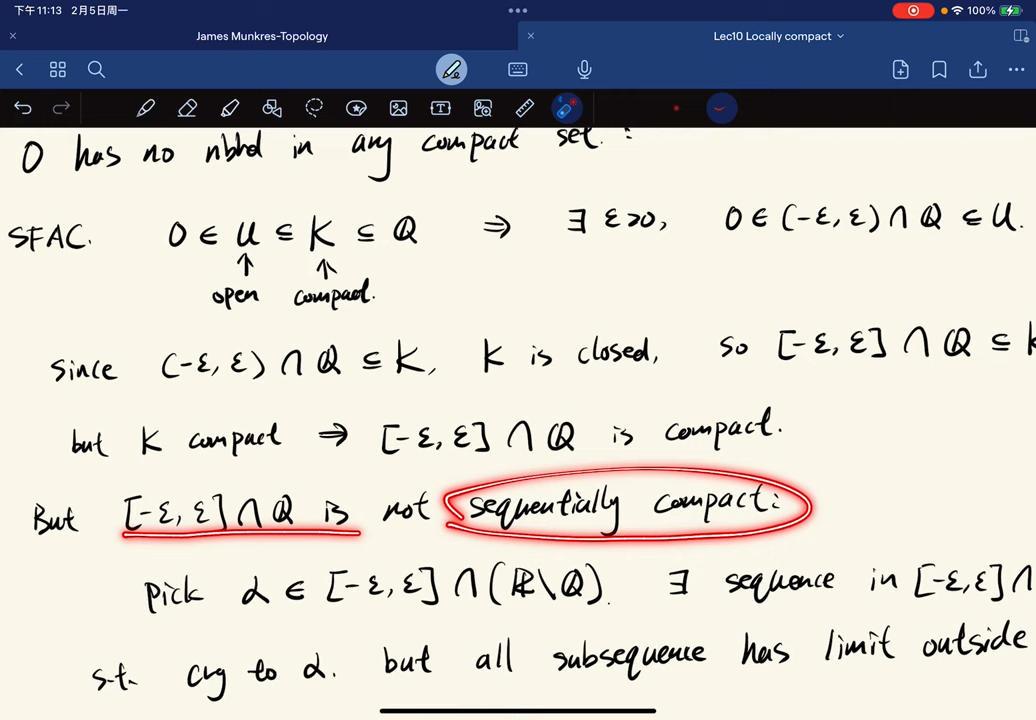 下午11:13 2月5日周一
100%
James Munkres-Topology
Lec10 Locally compact
0 has no nbhd in any compact set.:
SFAC. 0 ∈ U ⊆ K ⊆ ℚ ⇒ ∃ ε>0, 0 ∈ (-ε, ε) ∩ ℚ ⊆ U.
↑ ↑
open compact.
since (-ε, ε) ∩ ℚ ⊆ K, K is closed, so [-ε, ε] ∩ ℚ ⊆ K
but K compact ⇒ [-ε, ε] ∩ ℚ is compact.
But [-ε, ε] ∩ ℚ is not sequentially compact:
pick α ∈ [-ε, ε] ∩ (ℝ\ℚ). ∃ sequence in [-ε, ε] ∩
s.t. cvg to α. but all subsequence has limit outside